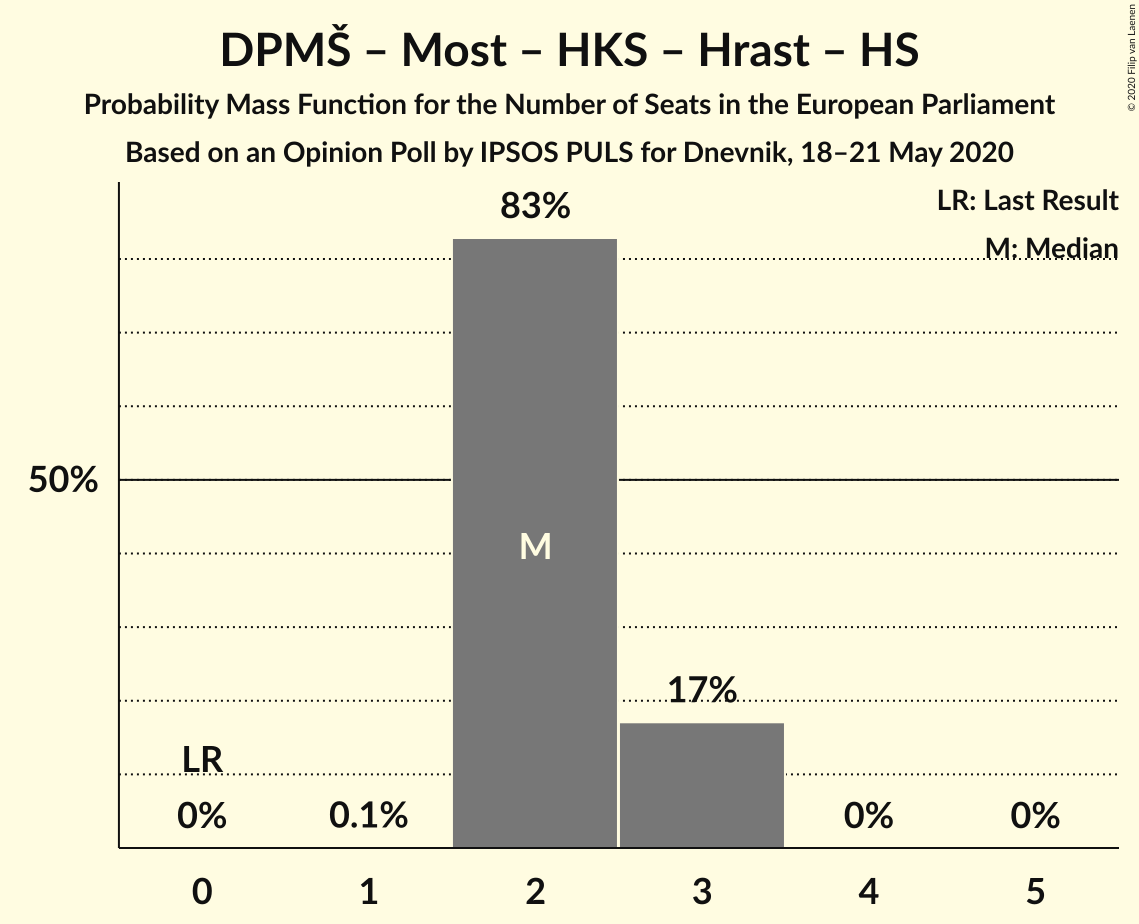 DPMŠ – Most – HKS – Hrast – HS
Probability Mass Function for the Number of Seats in the European Parliament
Based on an Opinion Poll by IPSOS PULS for Dnevnik, 18–21 May 2020
© 2020 Filip van Laenen
LR: Last Result
M: Median
83%
50%
M
17%
LR
0%
0.1%
0%
0%
0 1 2 3 4 5